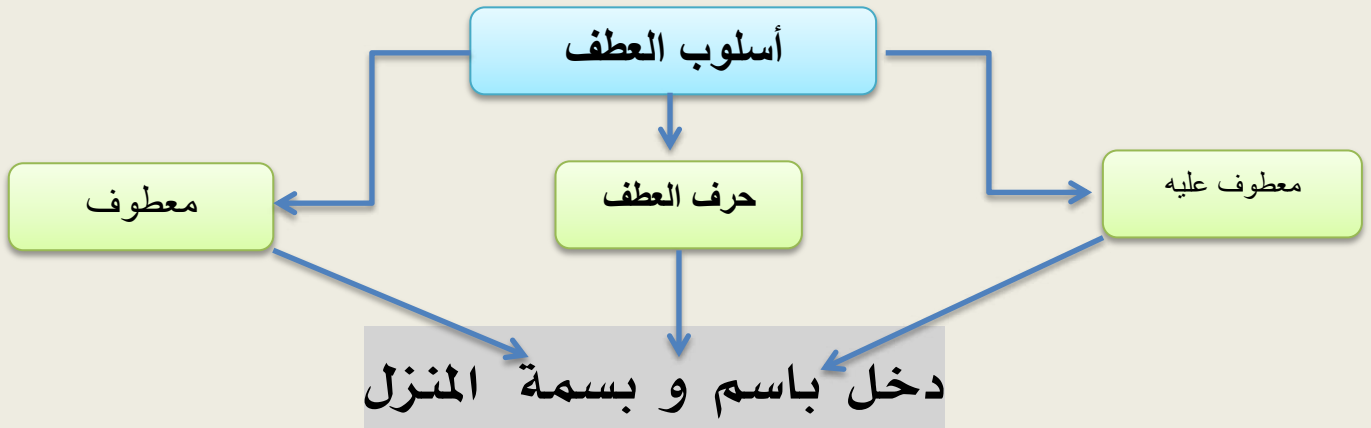 أسلوب العطف
معطوف عليه
حرف العطف
معطوف
دخل باسم و بسمة المنزل